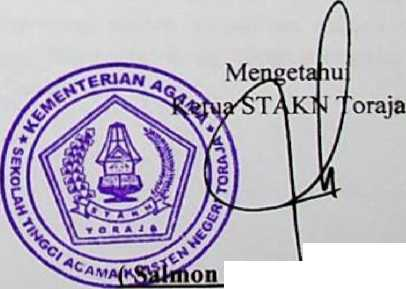 Mengetahui
Ketua STAKN Toraja
KEMENTERIAN AGAMA
SEKOLAH TINGGI AGAMA KRISTEN NEGERI TORAJA
STAKN
TORAJA
( Salmon